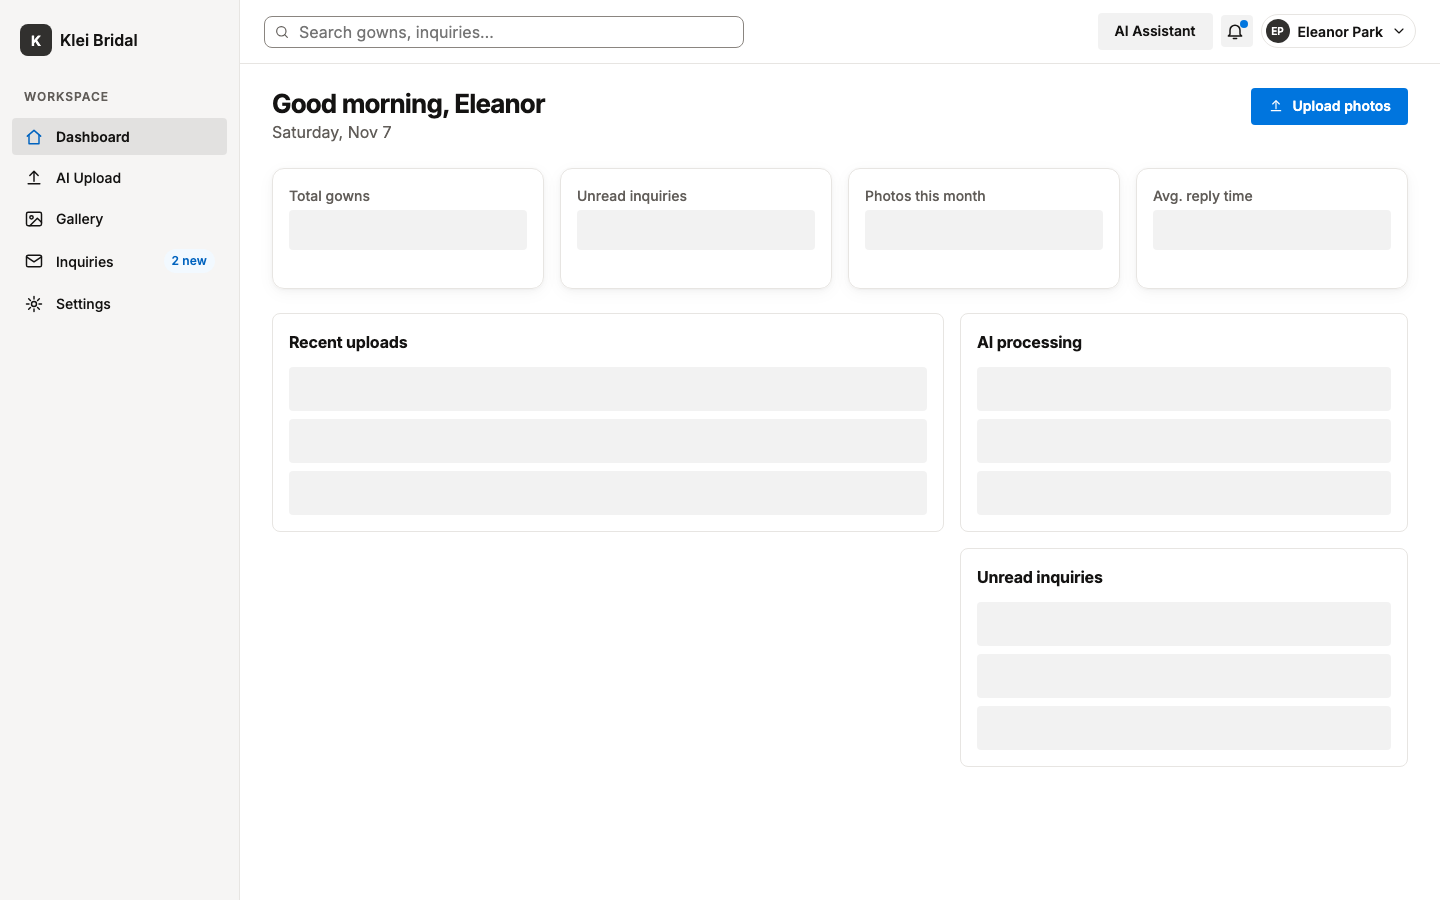 K
Klei Bridal
Search gowns, inquiries...
AI Assistant
EP
Eleanor Park
WORKSPACE
Dashboard
AI Upload
Gallery
Inquiries
2 new
Settings
Good morning, Eleanor
Saturday, Nov 7
Upload photos
Total gowns
Unread inquiries
Photos this month
Avg. reply time
Recent uploads
AI processing
Unread inquiries